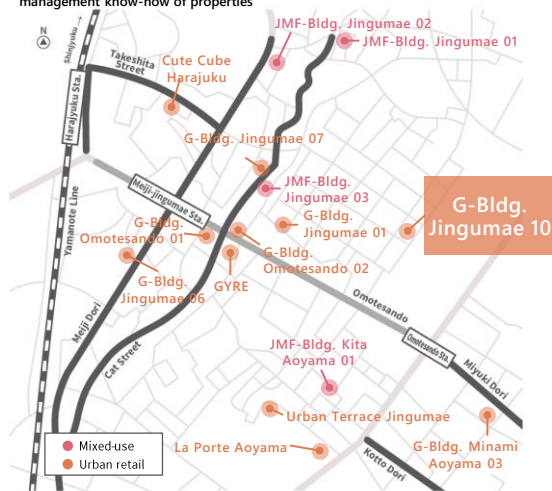 management know-how of properties
N
Shinjyuku →
JMF-Bldg. Jingumae 02
JMF-Bldg. Jingumae 01
Takeshita
Street
Cute Cube
Harajuku
Harajyuku Sta.
G-Bldg. Jingumae 07
JMF-Bldg.
Jingumae 03
Meiji-jingumae Sta.
G-Bldg.
Jingumae 10
G-Bldg.
Jingumae 01
G-Bldg.
Omotesando 01
G-Bldg.
Omotesando 02
Yamanote Line
GYRE
G-Bldg.
Jingumae 06
Omotesando
Meiji Dori
Cat Street
Omotesando Sta.
JMF-Bldg. Kita
Aoyama 01
Miyuki Dori
Urban Terrace Jingumae
Mixed-use
Urban retail
La Porte Aoyama
G-Bldg. Minami
Aoyama 03
Kotto Dori